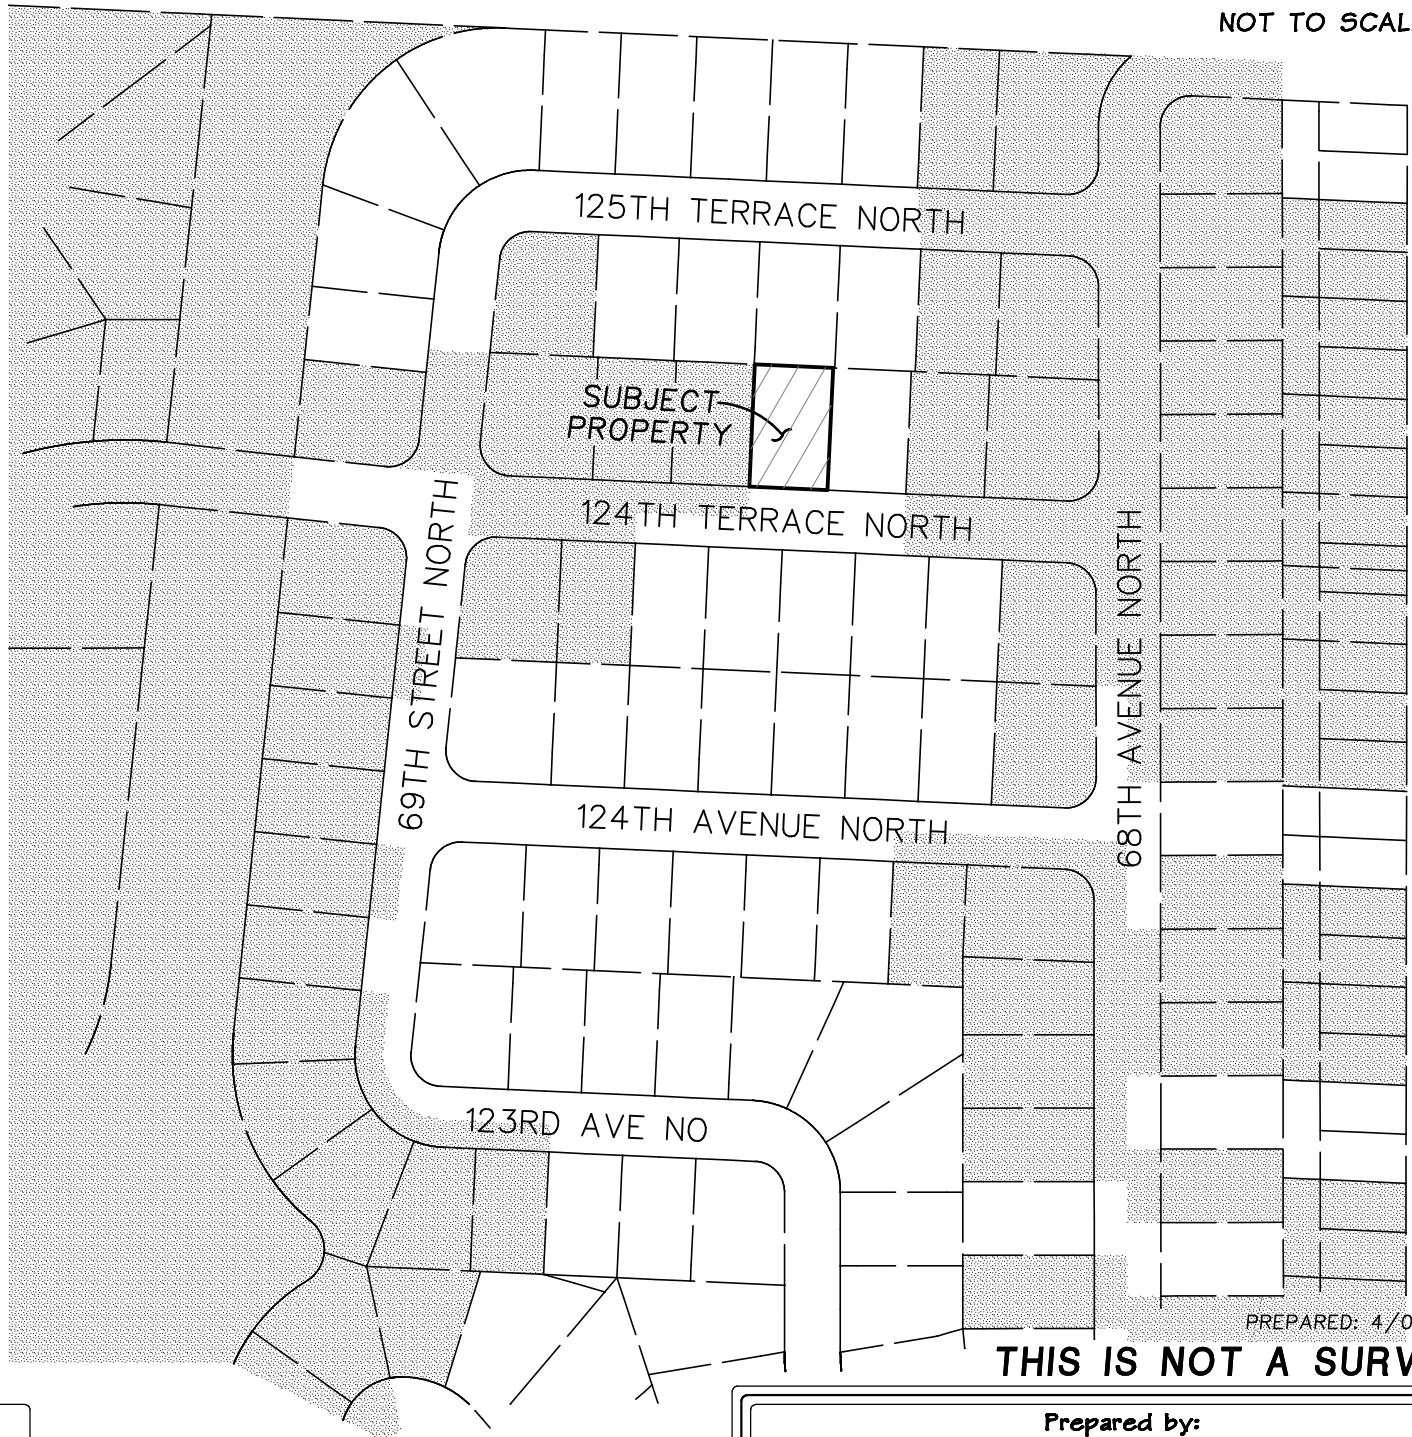 NOT TO SCAL
125TH TERRACE NORTH
SUBJECT
PROPERTY
124TH TERRACE NORTH
69TH STREET NORTH
68TH AVENUE NORTH
124TH AVENUE NORTH
123RD AVE NO
PREPARED: 4/0
THIS IS NOT A SURV
Prepared by: